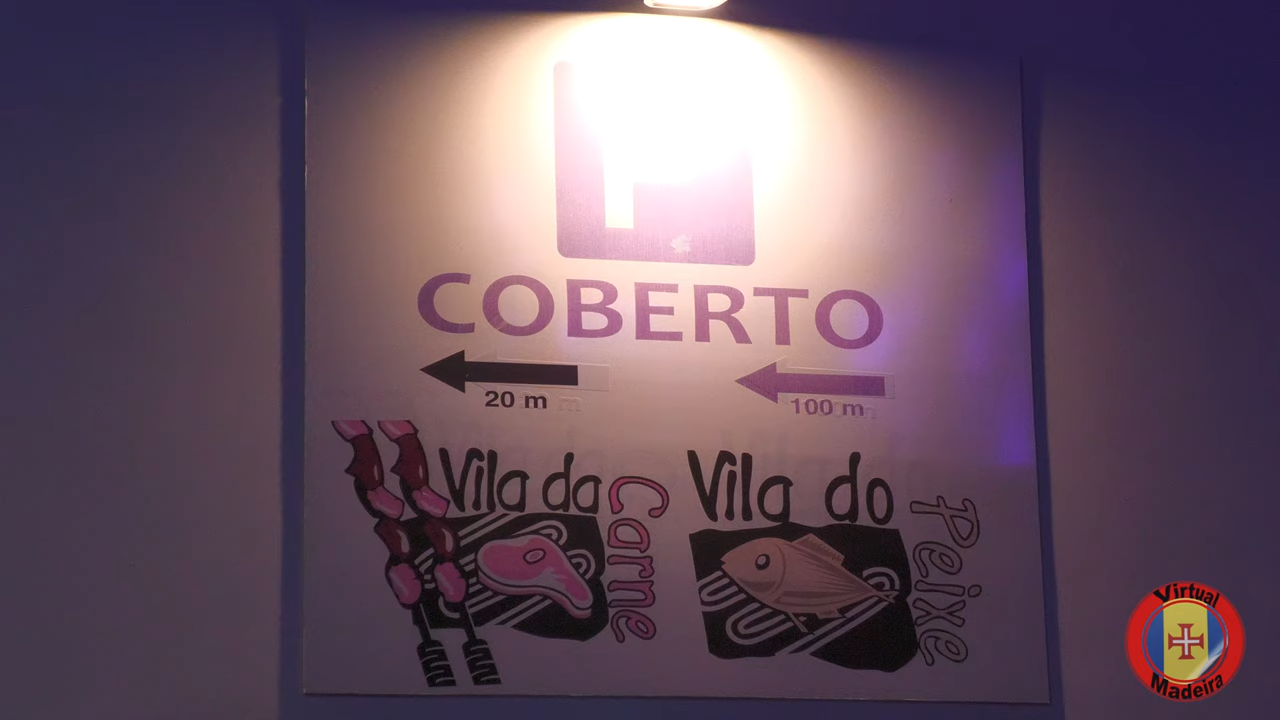 P
COBERTO
20 m
100 m
Vila da Carne
Vila do Peixe
Virtual
Madeira